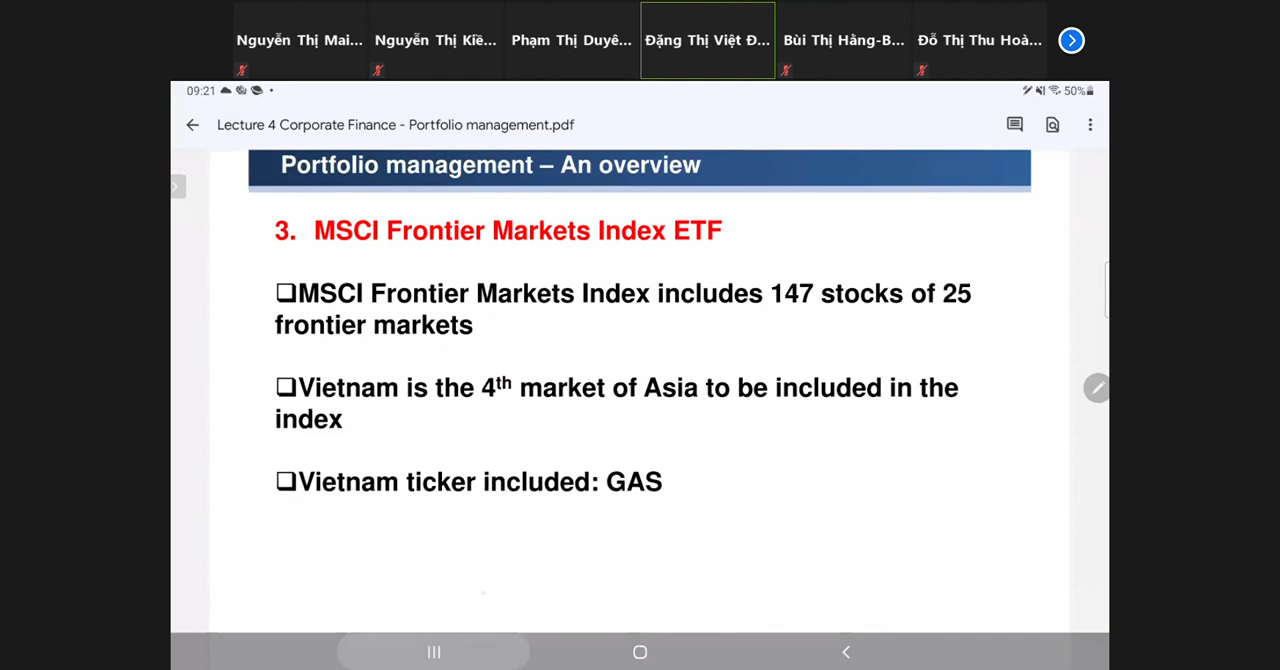 Nguyễn Thị Mai...
Nguyễn Thị Kiề...
Phạm Thị Duyê...
Đặng Thị Việt Đ...
Bùi Thị Hằng-B...
Đỗ Thị Thu Hoà...
09:21
50%
Lecture 4 Corporate Finance - Portfolio management.pdf
Portfolio management – An overview
3. MSCI Frontier Markets Index ETF
❑MSCI Frontier Markets Index includes 147 stocks of 25
frontier markets
❑Vietnam is the 4th market of Asia to be included in the
index
❑Vietnam ticker included: GAS